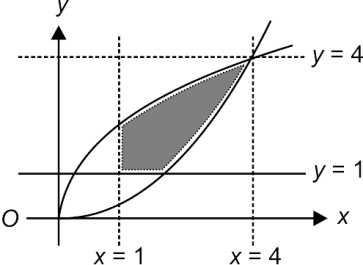 y
y = 4
y = 1
O
x
x = 1
x = 4